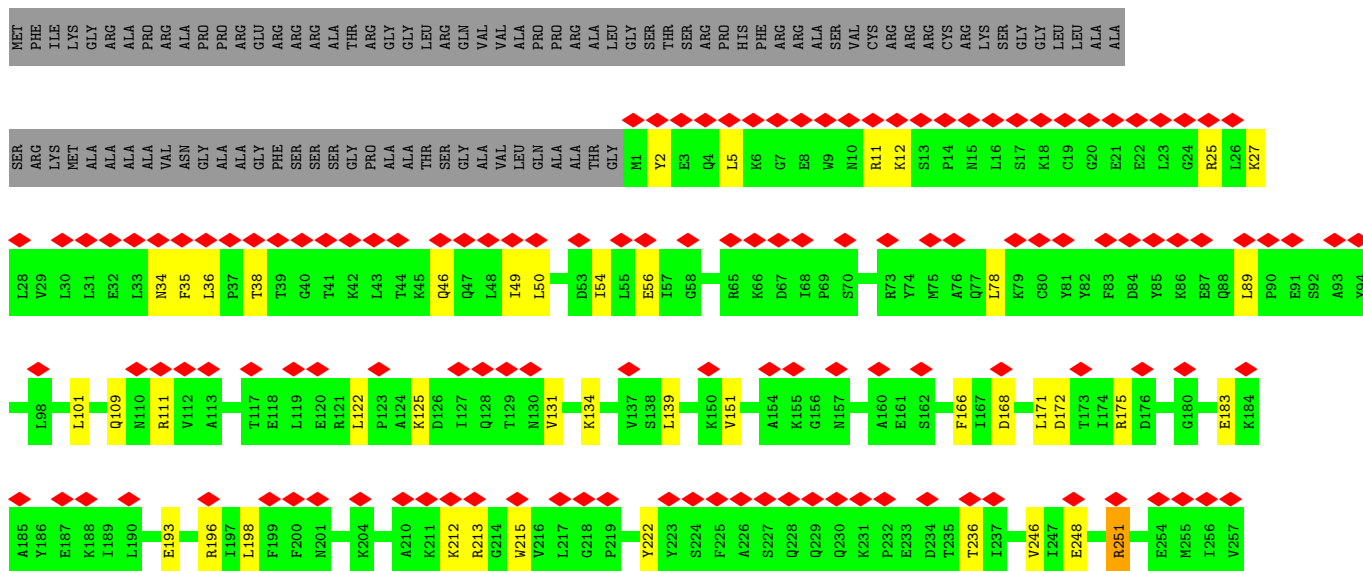 MET PHE ILE LYS GLY ARG ALA PRO ARG ALA PRO PRO ARG GLU ARG ARG ARG ALA THR ARG GLY GLY LEU ARG GLN VAL VAL ALA PRO PRO ARG ALA LEU GLY SER THR SER ARG PRO HIS PHE ARG ARG ALA SER VAL CYS ARG ARG ARG CYS ARG LYS SER GLY GLY LEU LEU ALA ALA
SER ARG LYS MET ALA ALA ALA ALA VAL ASN GLY ALA ALA GLY PHE SER SER SER GLY PRO ALA ALA THR SER GLY ALA VAL LEU GLN ALA ALA THR GLY M1 Y2 E3 Q4 L5 K6 G7 E8 W9 N10 R11 K12 S13 P14 N15 L16 S17 K18 C19 G20 E21 E22 L23 G24 R25 L26 K27
L28 V29 L30 L31 E32 L33 N34 F35 L36 P37 T38 T39 G40 T41 K42 L43 T44 K45 Q46 Q47 L48 I49 L50 D53 I54 L55 E56 I57 G58 R65 K66 D67 I68 P69 S70 R73 Y74 M75 A76 Q77 L78 K79 C80 Y81 Y82 F83 D84 Y85 K86 E87 Q88 L89 P90 E91 S92 A93 Y94
L98 L101 Q109 N110 R111 V112 A113 T117 E118 L119 E120 R121 L122 P123 A124 K125 D126 I127 Q128 T129 N130 V131 K134 V137 S138 L139 K150 V151 A154 K155 G156 N157 A160 E161 S162 F166 I167 D168 L171 D172 T173 I174 R175 D176 G180 E183 K184
A185 Y186 E187 K188 I189 L190 E193 R196 I197 L198 F199 F200 N201 K204 A210 K211 K212 R213 G214 W215 V216 L217 G218 P219 Y222 Y223 S224 F225 A226 S227 Q228 Q229 Q230 K231 P232 E233 D234 T235 T236 I237 V246 I247 E248 R251 E254 M255 I256 V257